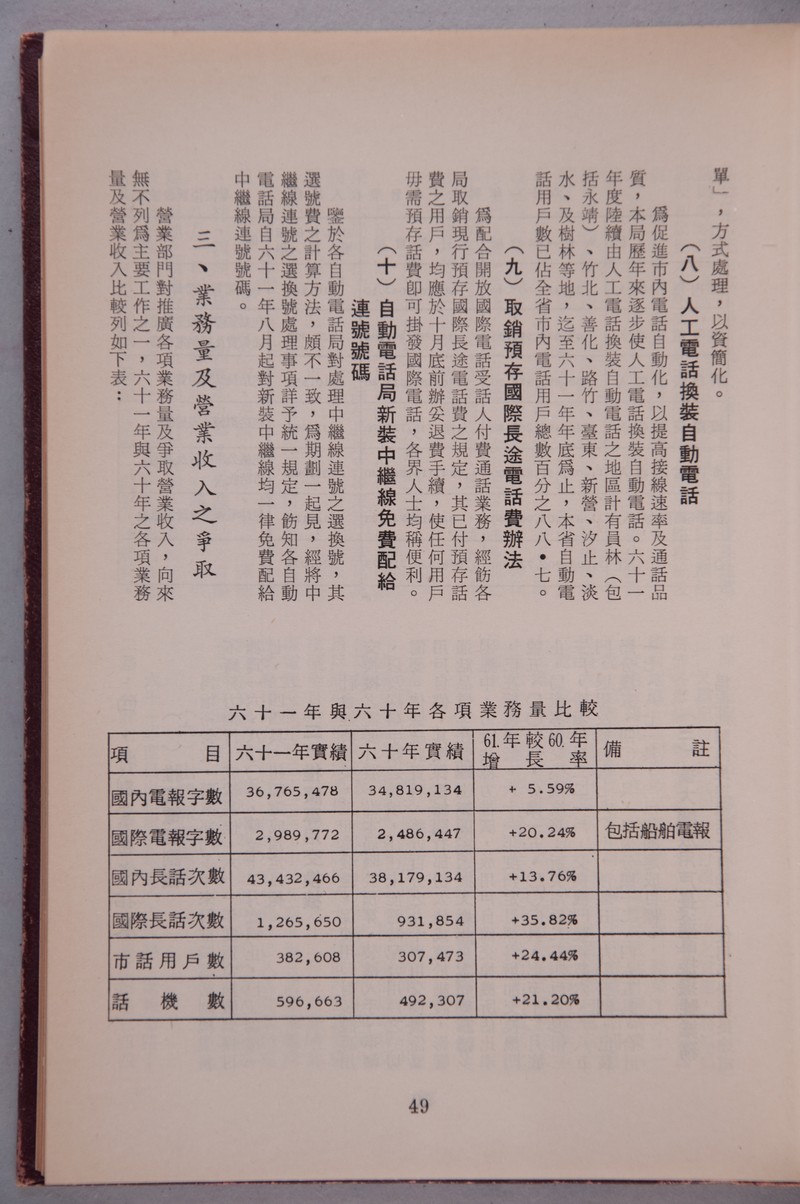 單」，方式處理，以資簡化。
（八）人工電話換裝自動電話
爲促進市內電話自動化，以提高接線速率及通話品
質，本局歷年來逐步使人工電話換裝自動電話。六十一
年度陸續由人工電話換裝自動電話之地區計有員林（包
括永靖）、竹北、善化、路竹、臺東、新營、汐止、淡
水、及樹林等地，迄至六十一年年底爲止，本省自動電
話用戶數已佔全省市內電話用戶總數百分之八八•七。
（九）取銷預存國際長途電話費辦法
爲配合開放國際電話受話人付費通話業務，經飭各
局取銷現行預存國際長途電話費之規定，其已付預存話
費之用戶，均應於十月底前辦妥退費手續，使任何用戶
毋需預存話費卽可掛發國際電話，各界人士均稱便利。
（十）自動電話局新裝中繼線免費配給
連號號碼
鑒於各自動電話局對處理中繼線連號之選換號，其
選號費之計算方法，頗不一致，爲期劃一起見，經將中
繼線連號之選換號處理事項詳予統一規定，飭知各自動
電話局自六十一年八月起對新裝中繼線均一律免費配給
中繼線連號號碼。
三、業務量及營業收入之爭取
營業部門對推廣各項業務量及爭取營業收入，向來
無不列爲主要工作之一，六十一年與六十年之各項業務
量及營業收入比較列如下表：
六十一年與六十年各項業務量比較
項目 六十一年實績 六十年實績 61.年較60.年增長率 備註
國內電報字數 36,765,478 34,819,134 + 5.59%
國際電報字數 2,989,772 2,486,447 +20.24% 包括船舶電報
國內長話次數 43,432,466 38,179,134 +13.76%
國際長話次數 1,265,650 931,854 +35.82%
市話用戶數 382,608 307,473 +24.44%
話機數 596,663 492,307 +21.20%
49